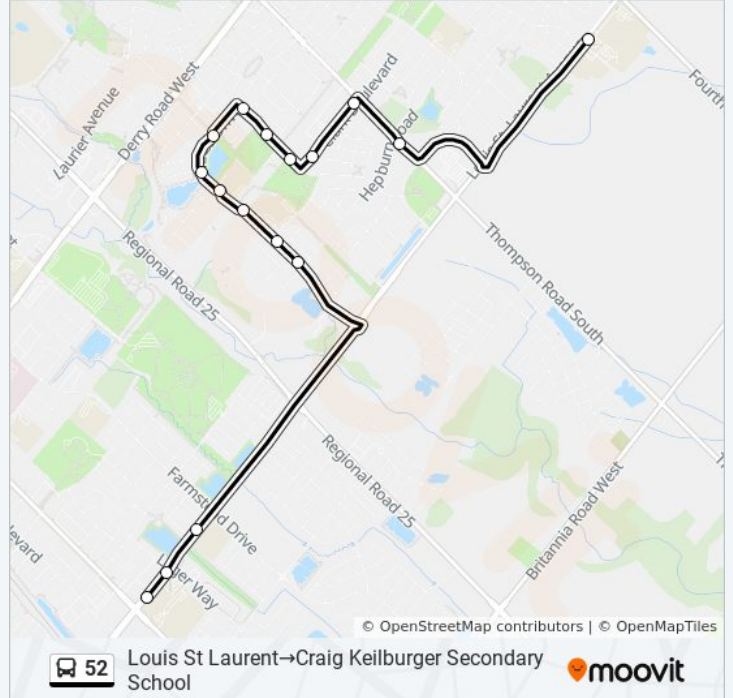 Laurier Avenue
Derry Road West
Hepburn Road
Fourth
Regional Road 25
Thompson Road South
Regional Road 25
Farmstead Drive
Britannia Road West
Way
© OpenStreetMap contributors | © OpenMapTiles
52 Louis St Laurent→Craig Keilburger Secondary
School
moovit